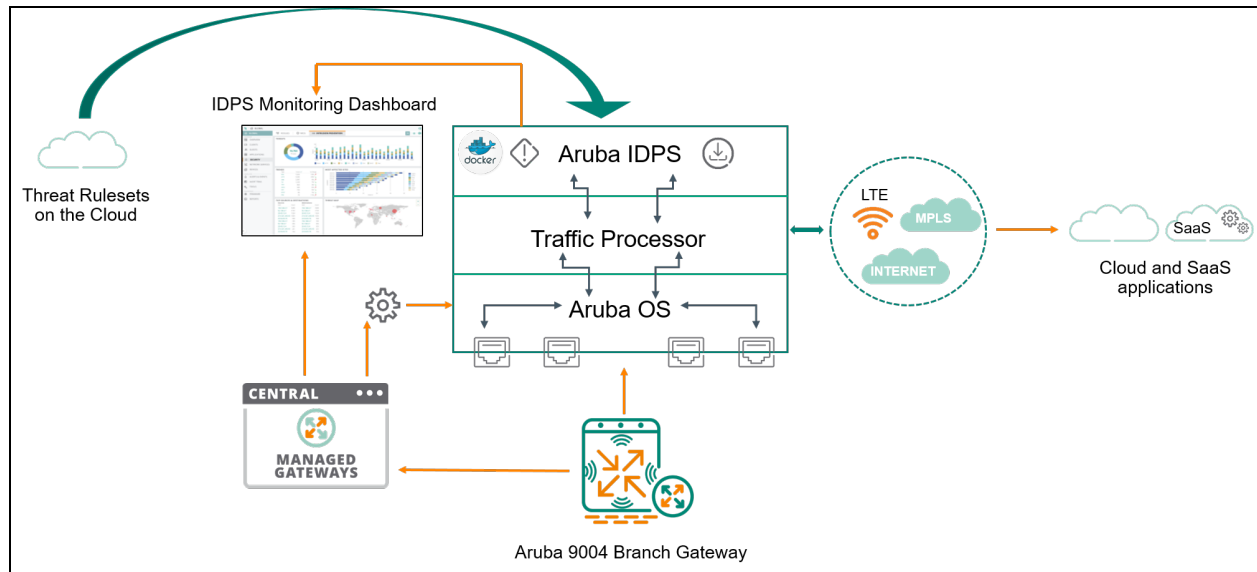 IDPS Monitoring Dashboard
Threat Rulesets
on the Cloud
docker
Aruba IDPS
Traffic Processor
Aruba OS
LTE
MPLS
INTERNET
SaaS
Cloud and SaaS
applications
CENTRAL
MANAGED
GATEWAYS
Aruba 9004 Branch Gateway